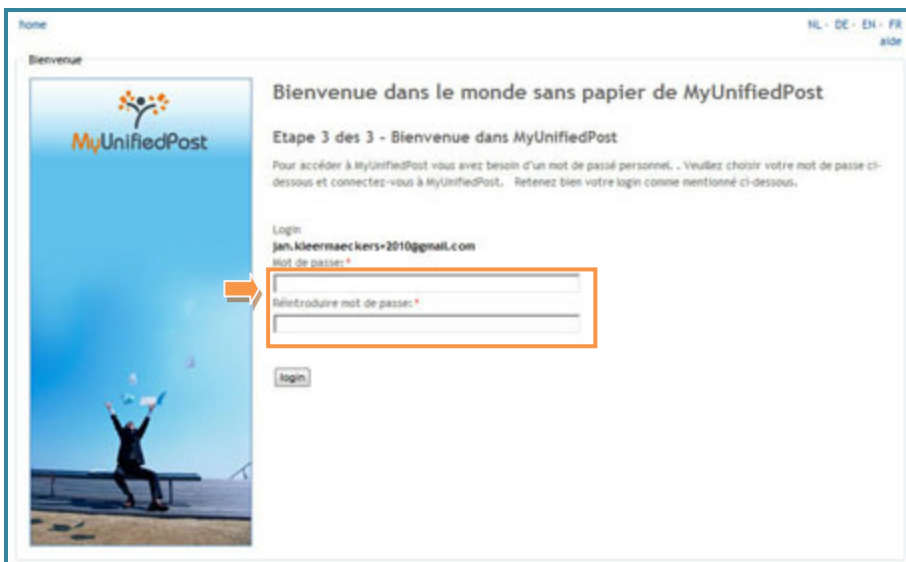 home
NL - DE - EN - FR
aide
Bienvenue
MyUnifiedPost
Bienvenue dans le monde sans papier de MyUnifiedPost
Etape 3 des 3 - Bienvenue dans MyUnifiedPost
Pour accéder à MyUnifiedPost vous avez besoin d'un mot de passé personnel. . Veuillez choisir votre mot de passe ci-
dessous et connectez-vous à MyUnifiedPost. Retenez bien votre login comme mentionné ci-dessous.
Login
jan.kleermaeckers+2010@gmail.com
Mot de passe: *
Réintroduire mot de passe: *
login